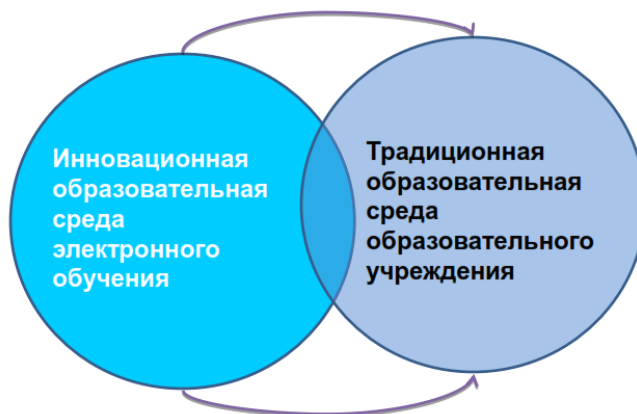 Инновационная
образовательная
среда
электронного
обучения
Традиционная
образовательная
среда
образовательного
учреждения